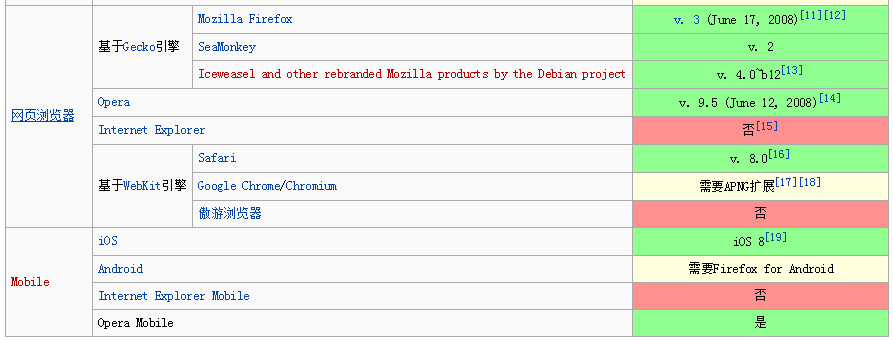 网页浏览器
基于Gecko引擎
Mozilla Firefox
v. 3 (June 17, 2008)[11][12]
SeaMonkey
v. 2
Iceweasel and other rebranded Mozilla products by the Debian project
v. 4.0~b12[13]
Opera
v. 9.5 (June 12, 2008)[14]
Internet Explorer
否[15]
基于WebKit引擎
Safari
v. 8.0[16]
Google Chrome/Chromium
需要APNG扩展[17][18]
傲游浏览器
否
Mobile
iOS
iOS 8[19]
Android
需要Firefox for Android
Internet Explorer Mobile
否
Opera Mobile
是